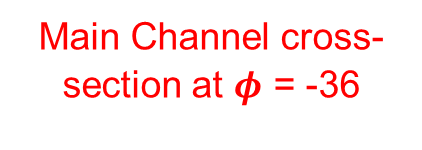 Main Channel cross-
section at ϕ = -36